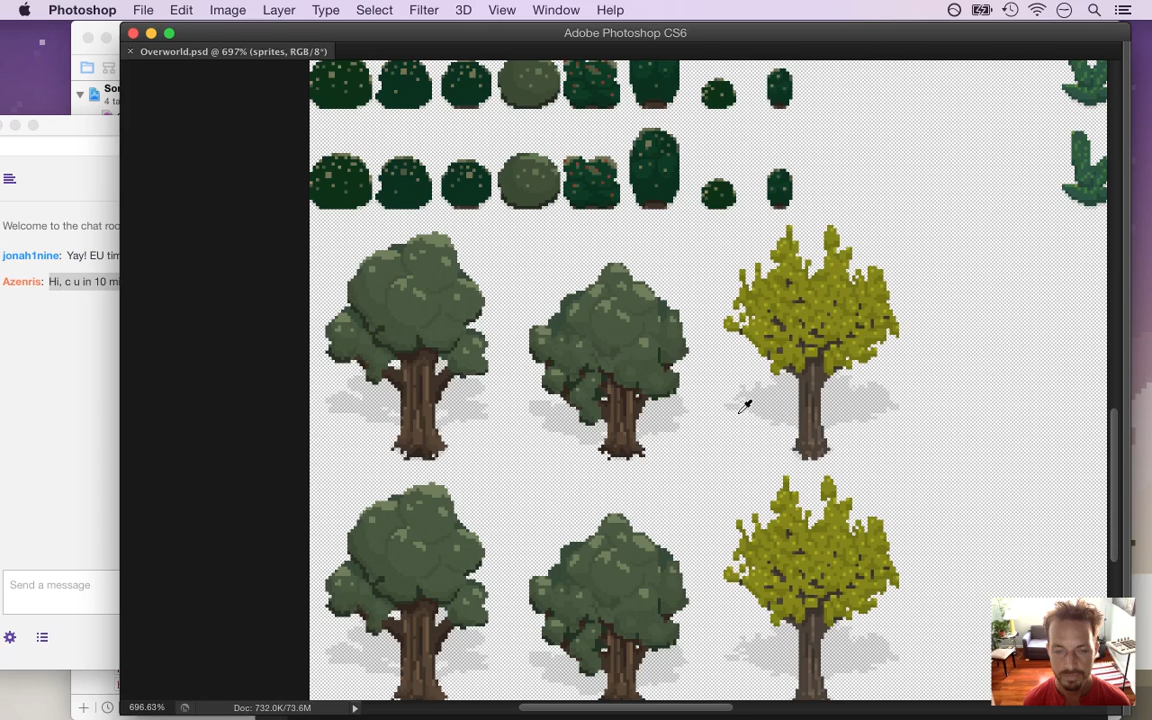 Photoshop File Edit Image Layer Type Select Filter 3D View Window Help
Adobe Photoshop CS6
× Overworld.psd @ 697% (sprites, RGB/8*)
4 ta
Welcome to the chat roo
jonah1nine: Yay! EU tim
Azenris: Hi, c u in 10 mi
Send a message
696.63% Doc: 732.0K/73.6M